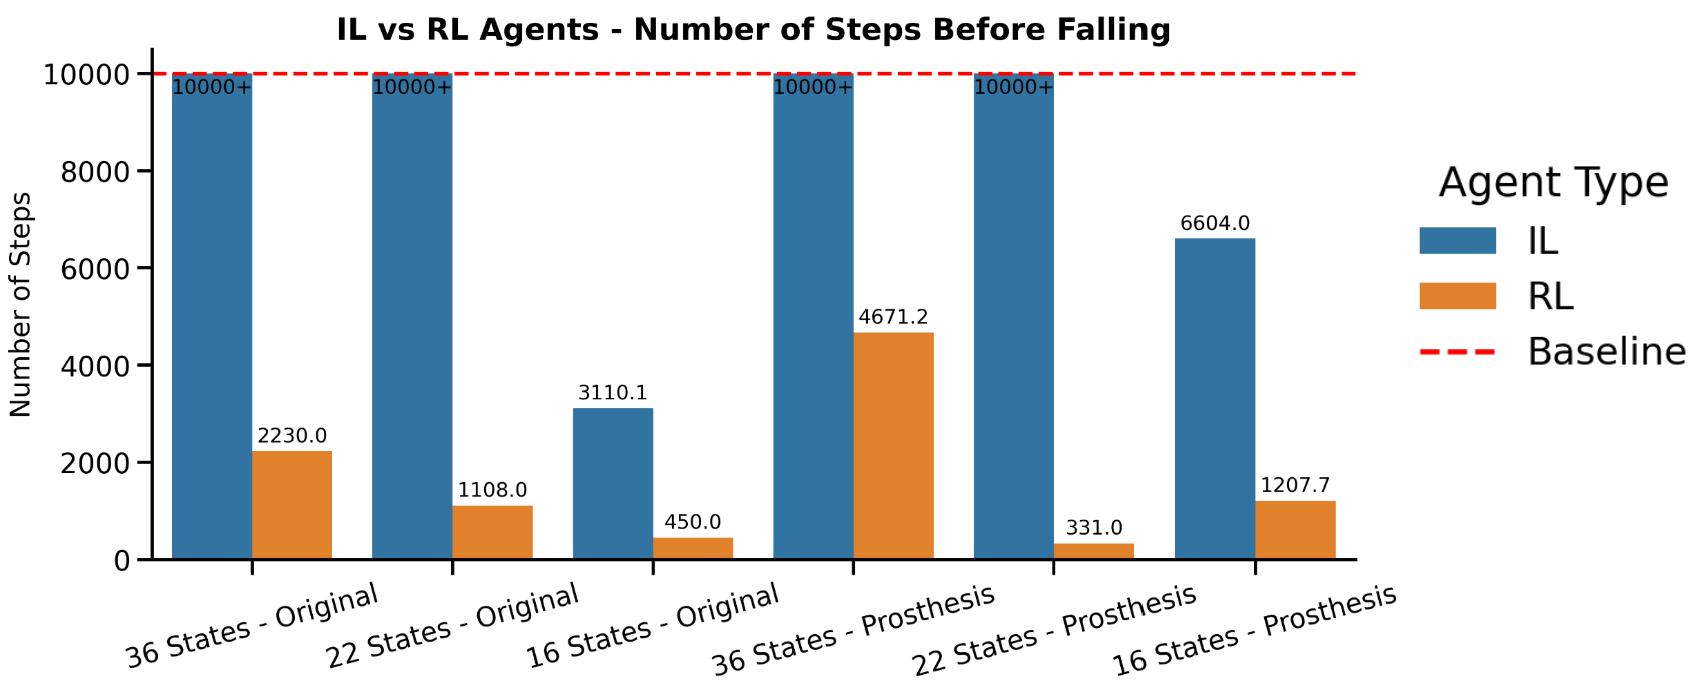 IL vs RL Agents - Number of Steps Before Falling
Number of Steps
10000
8000
6000
4000
2000
0
10000+
2230.0
10000+
1108.0
3110.1
450.0
10000+
4671.2
10000+
331.0
6604.0
1207.7
36 States - Original
22 States - Original
16 States - Original
36 States - Prosthesis
22 States - Prosthesis
16 States - Prosthesis
Agent Type
IL
RL
Baseline